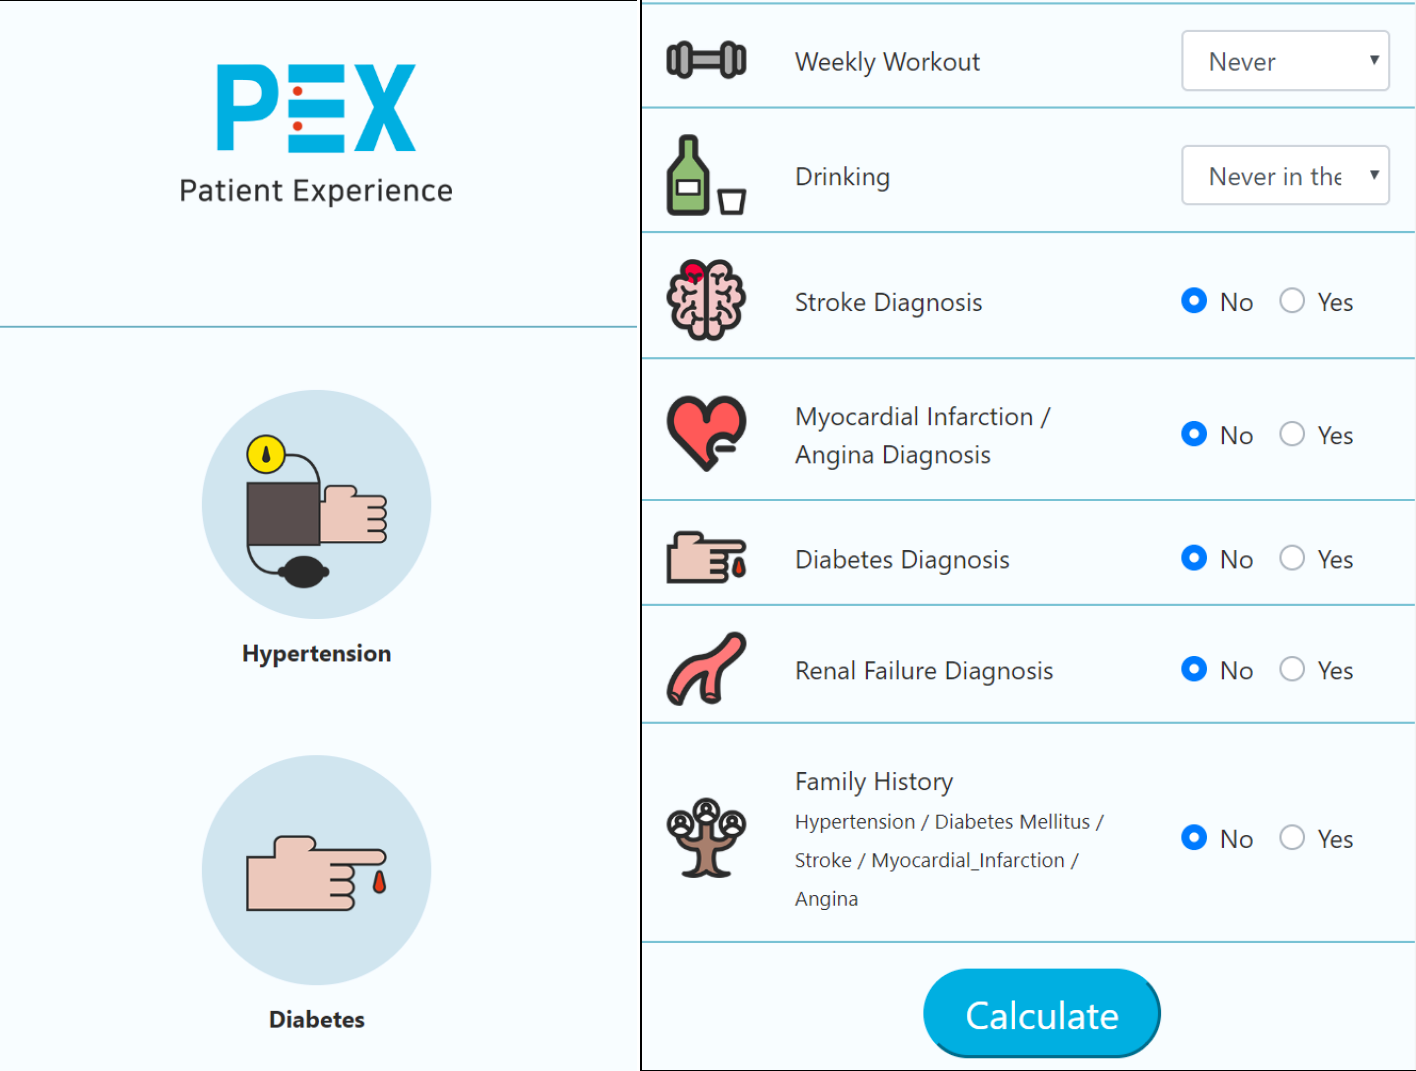 PEX
Patient Experience
Hypertension
Diabetes
Weekly Workout
Never
Drinking
Never in the
Stroke Diagnosis
No Yes
Myocardial Infarction /
Angina Diagnosis
No Yes
Diabetes Diagnosis
No Yes
Renal Failure Diagnosis
No Yes
Family History
Hypertension / Diabetes Mellitus /
Stroke / Myocardial_Infarction /
Angina
No Yes
Calculate